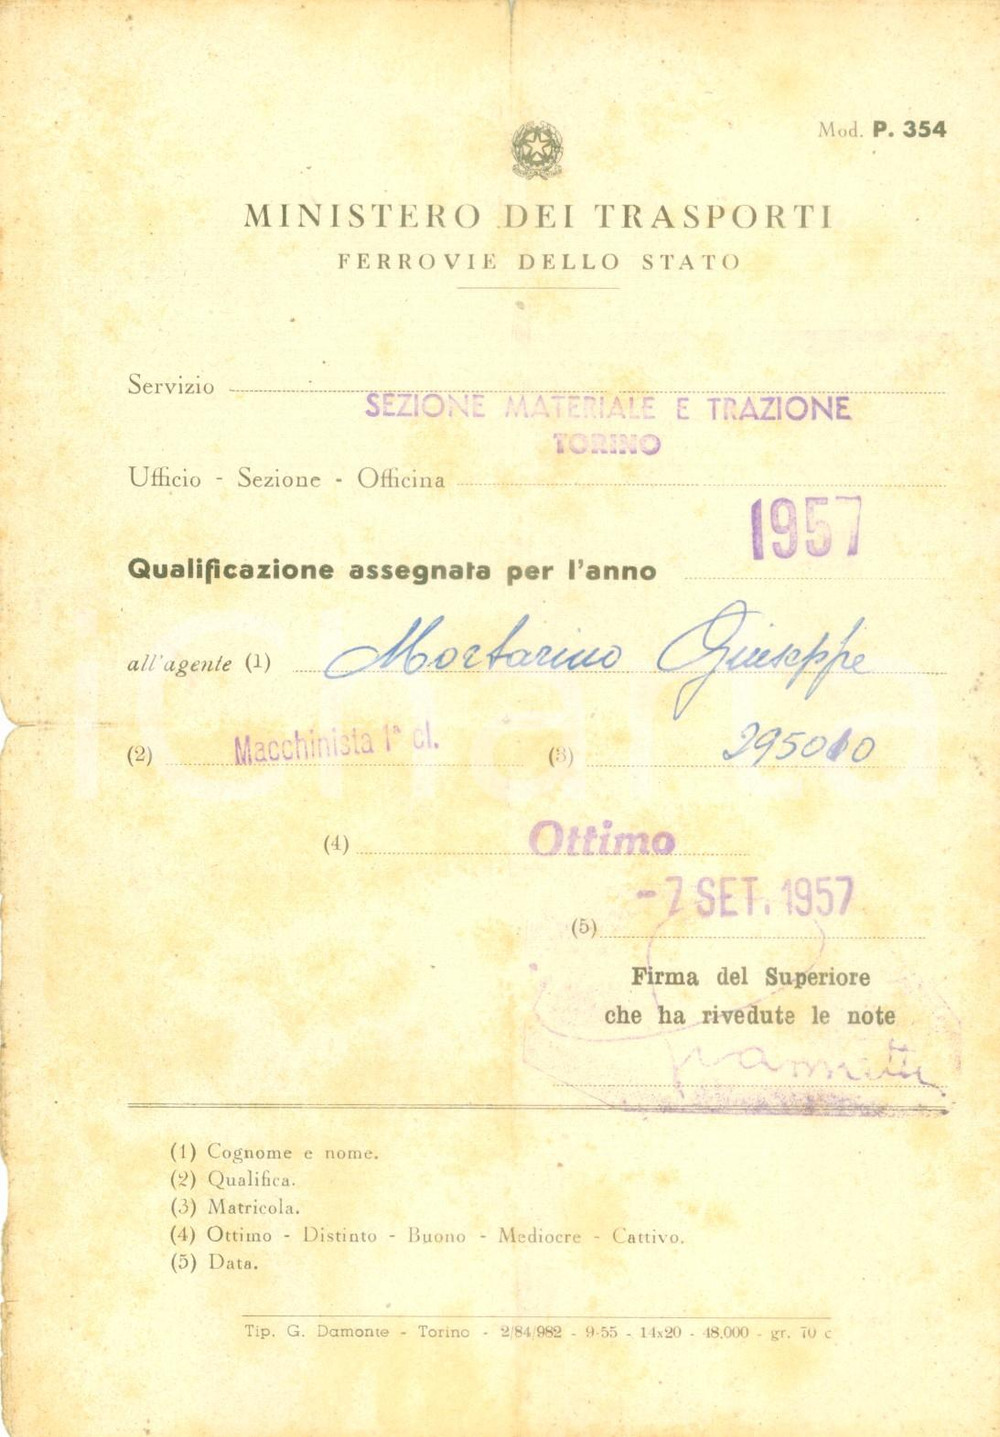 Mod. P. 354
MINISTERO DEI TRASPORTI
FERROVIE DELLO STATO
Servizio
SEZIONE MATERIALE E TRAZIONE
TORINO
Ufficio - Sezione - Officina
1957
Qualificazione assegnata per l'anno
all'agente (1) Mortarino Giuseppe
(2) Macchinista 1ª cl. (3) 295010
(4) Ottimo
-7 SET. 1957
(5)
Firma del Superiore
che ha rivedute le note
(1) Cognome e nome.
(2) Qualifica.
(3) Matricola.
(4) Ottimo - Distinto - Buono - Mediocre - Cattivo.
(5) Data.
Tip. G. Damonte - Torino - 2/84/982 - 9-55 - 14x20 - 48.000 - gr. 70 c